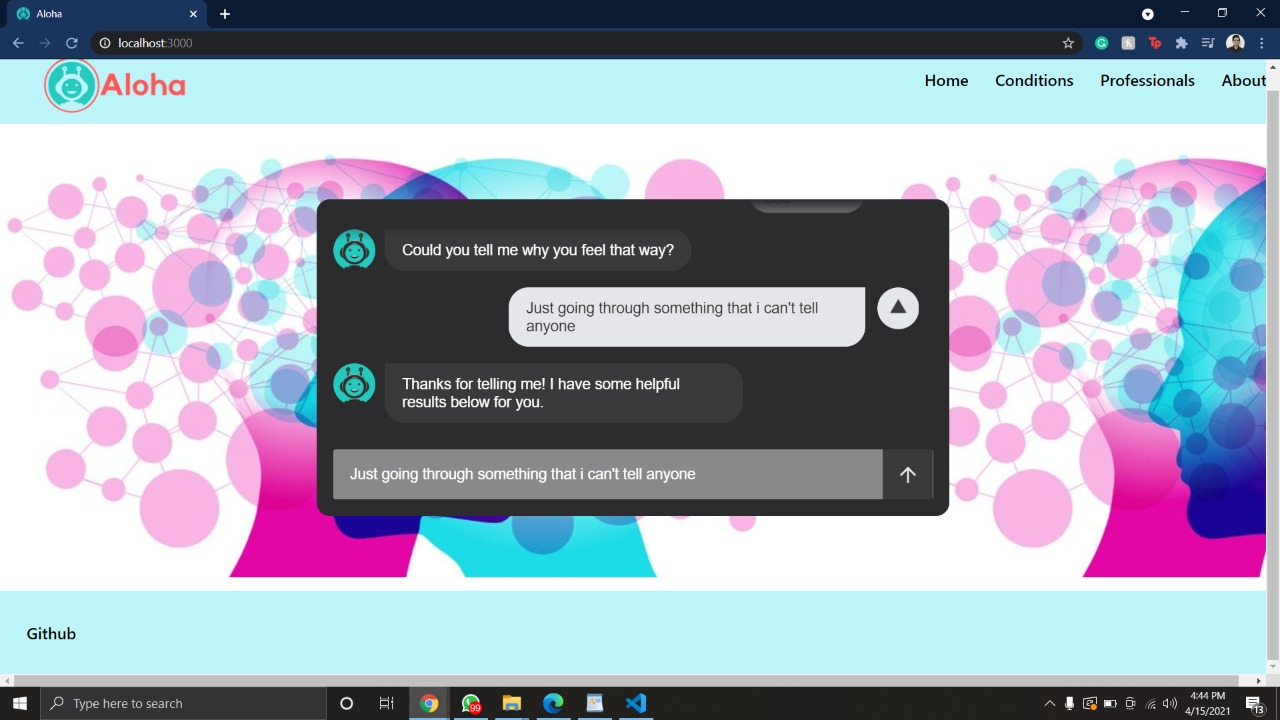 Aloha
localhost:3000
Aloha
Home Conditions Professionals About
Could you tell me why you feel that way?
Just going through something that i can't tell
anyone
Thanks for telling me! I have some helpful
results below for you.
Just going through something that i can't tell anyone
Github
Type here to search
99
4:44 PM
4/15/2021
13